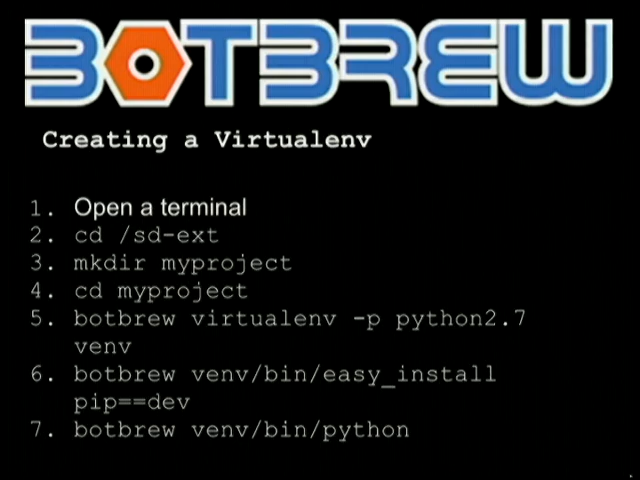 BOTBREW
Creating a Virtualenv
1. Open a terminal
2. cd /sd-ext
3. mkdir myproject
4. cd myproject
5. botbrew virtualenv -p python2.7
venv
6. botbrew venv/bin/easy_install
pip==dev
7. botbrew venv/bin/python